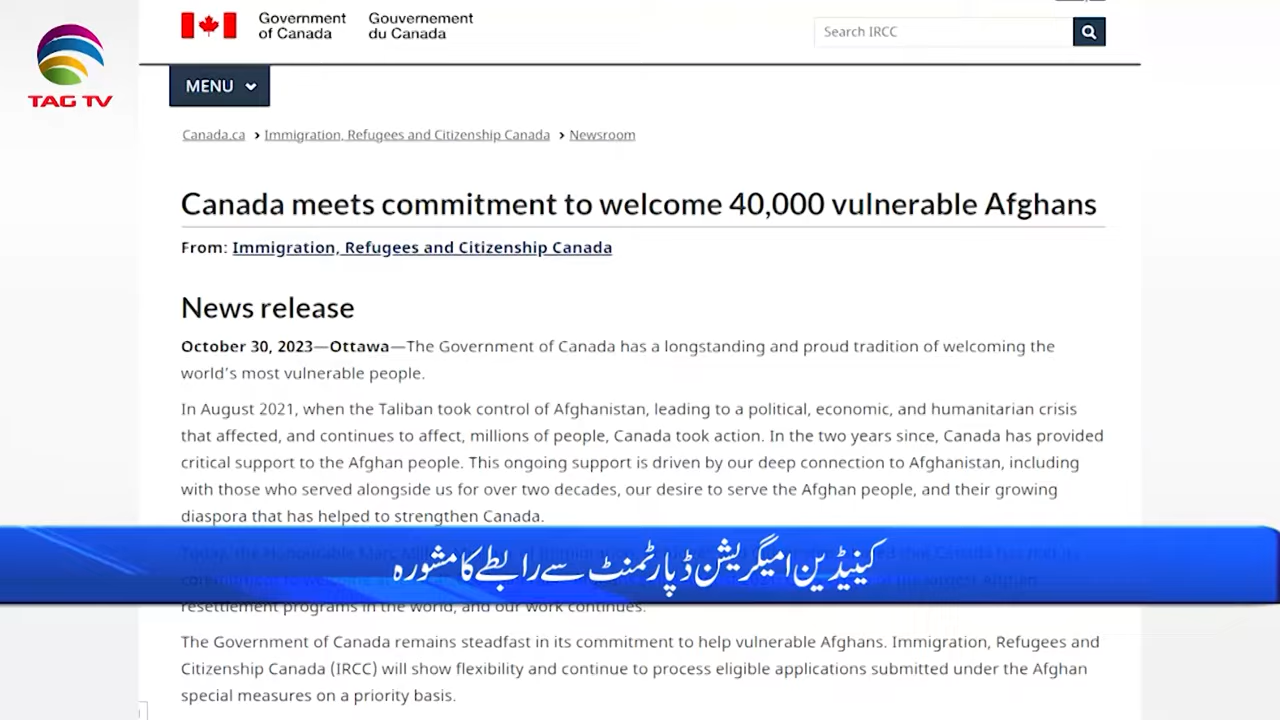 TAG TV
Government of Canada
Gouvernement du Canada
Search IRCC
MENU
Canada.ca > Immigration, Refugees and Citizenship Canada > Newsroom
Canada meets commitment to welcome 40,000 vulnerable Afghans
From: Immigration, Refugees and Citizenship Canada
News release
October 30, 2023—Ottawa—The Government of Canada has a longstanding and proud tradition of welcoming the
world's most vulnerable people.
In August 2021, when the Taliban took control of Afghanistan, leading to a political, economic, and humanitarian crisis
that affected, and continues to affect, millions of people, Canada took action. In the two years since, Canada has provided
critical support to the Afghan people. This ongoing support is driven by our deep connection to Afghanistan, including
with those who served alongside us for over two decades, our desire to serve the Afghan people, and their growing
diaspora that has helped to strengthen Canada.
کینیڈین امیگریشن ڈپارٹمنٹ سے رابطے کا مشورہ
resettlement programs in the world, and our work continues.
The Government of Canada remains steadfast in its commitment to help vulnerable Afghans. Immigration, Refugees and
Citizenship Canada (IRCC) will show flexibility and continue to process eligible applications submitted under the Afghan
special measures on a priority basis.